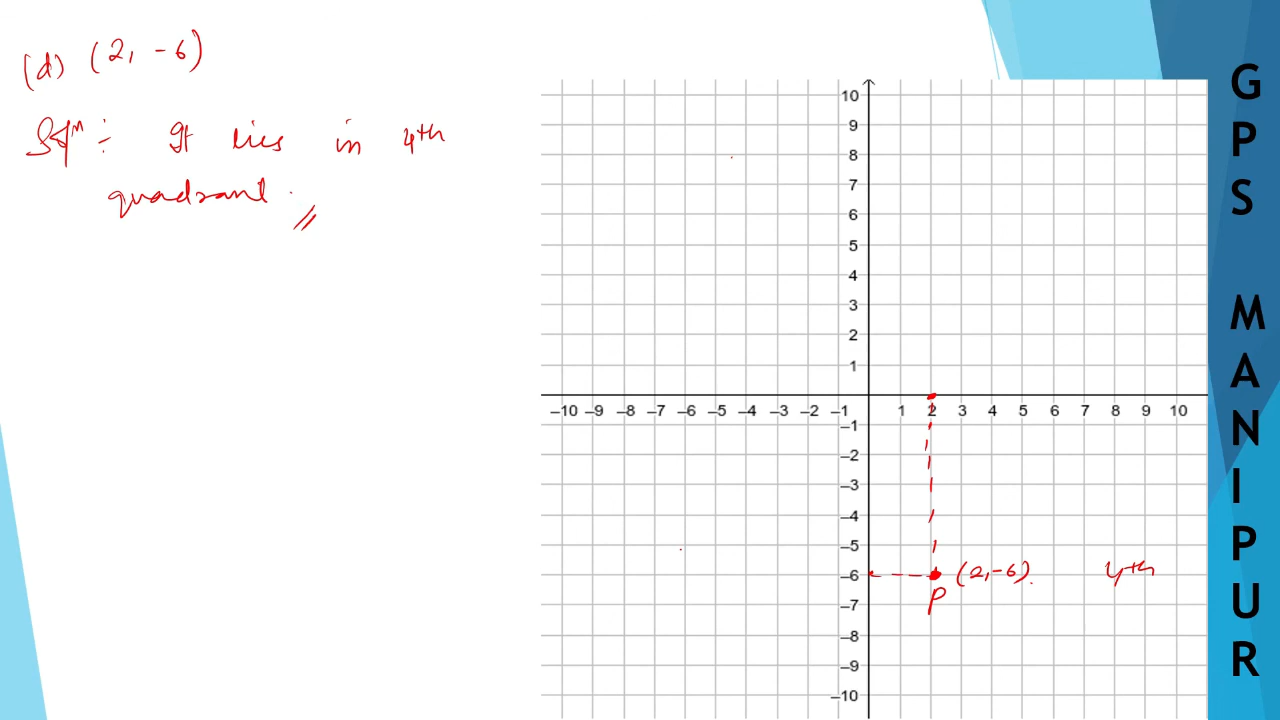 (d) (2, -6)
Solⁿ :- It lies in 4th
quadrant.
10
9
8
7
6
5
4
3
2
1
–10 –9 –8 –7 –6 –5 –4 –3 –2 –1 1 2 3 4 5 6 7 8 9 10
–1
–2
–3
–4
–5
–6 (2, -6). 4th
P
–7
–8
–9
–10
G
P
S
M
A
N
I
P
U
R